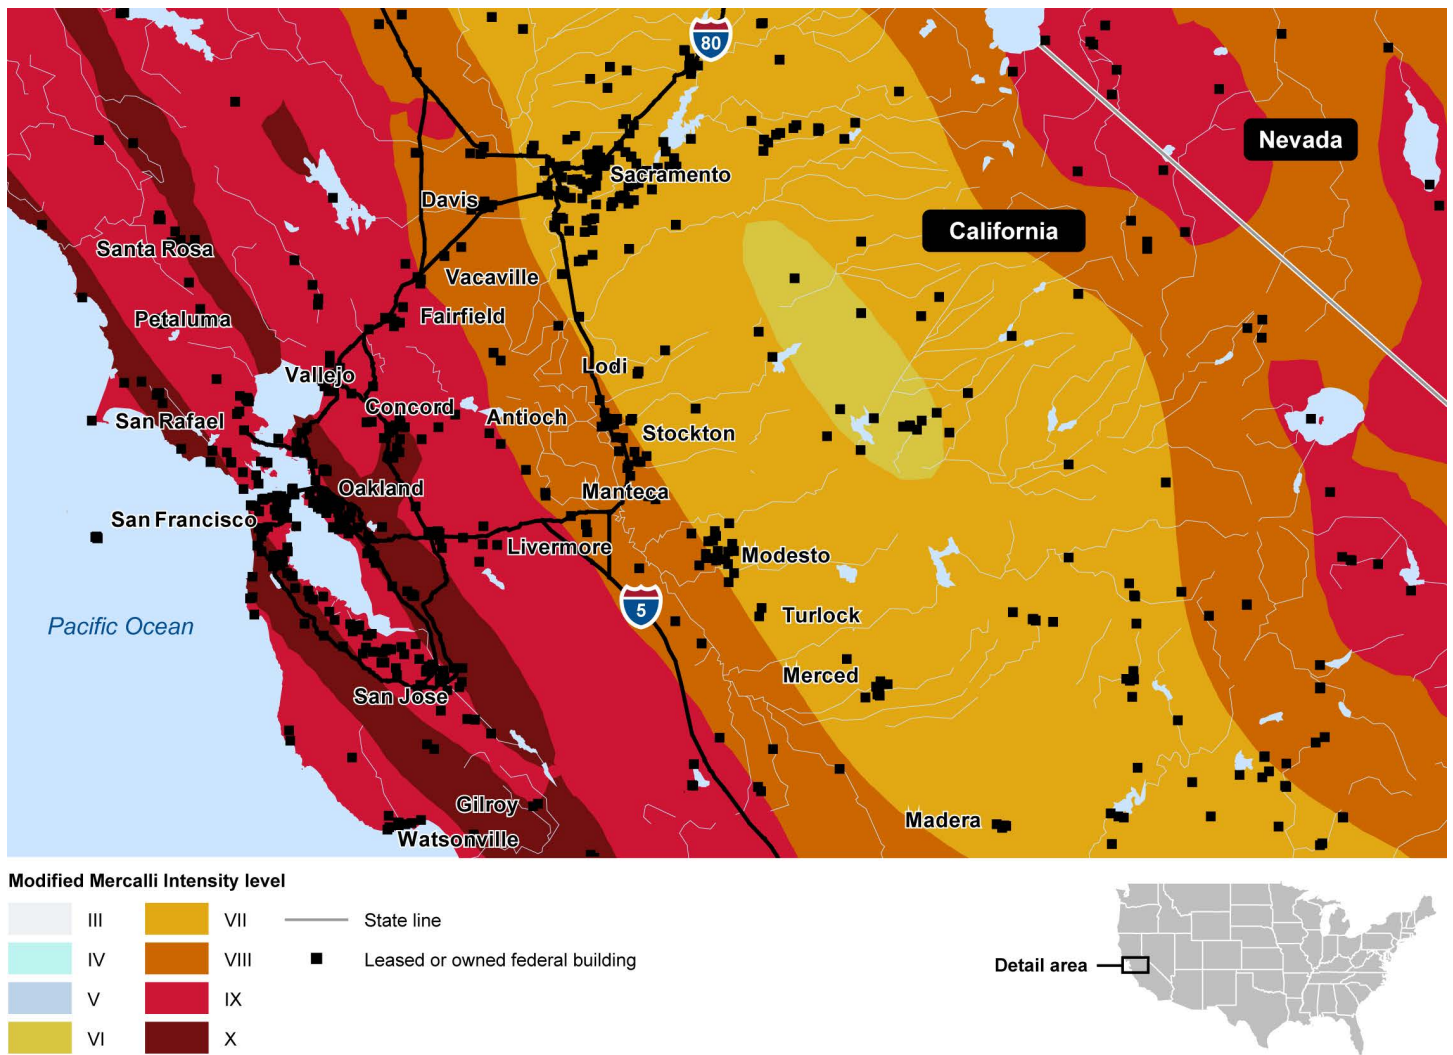 80
Nevada
Sacramento
Davis
California
Santa Rosa
Vacaville
Petaluma
Fairfield
Lodi
Vallejo
Concord
San Rafael
Antioch
Stockton
Oakland
Manteca
San Francisco
Livermore
Modesto
5
Turlock
Pacific Ocean
Merced
San Jose
Gilroy
Madera
Watsonville
Modified Mercalli Intensity level
III
VII
State line
IV
VIII
Leased or owned federal building
Detail area
V
IX
VI
X